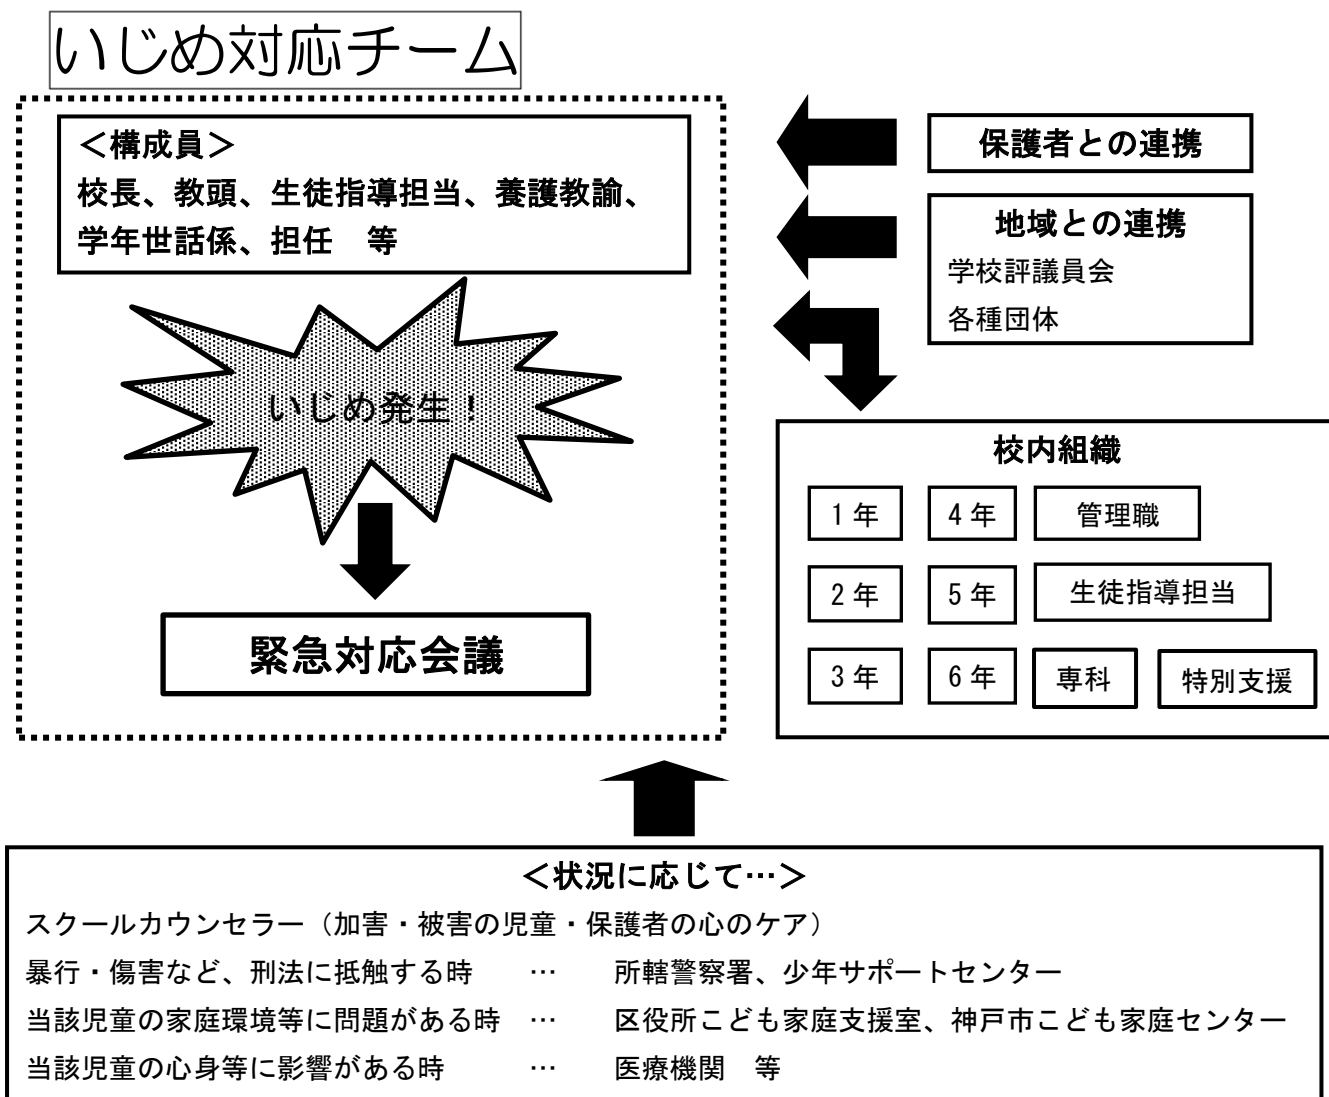 いじめ対応チーム
＜構成員＞
校長、教頭、生徒指導担当、養護教諭、
学年世話係、担任　等
いじめ発生！
緊急対応会議
保護者との連携
地域との連携
学校評議員会
各種団体
校内組織
1年
4年
管理職
2年
5年
生徒指導担当
3年
6年
専科
特別支援
＜状況に応じて…＞
スクールカウンセラー（加害・被害の児童・保護者の心のケア）
暴行・傷害など、刑法に抵触する時　　…　　所轄警察署、少年サポートセンター
当該児童の家庭環境等に問題がある時　…　　区役所こども家庭支援室、神戸市こども家庭センター
当該児童の心身等に影響がある時　　　…　　医療機関　等